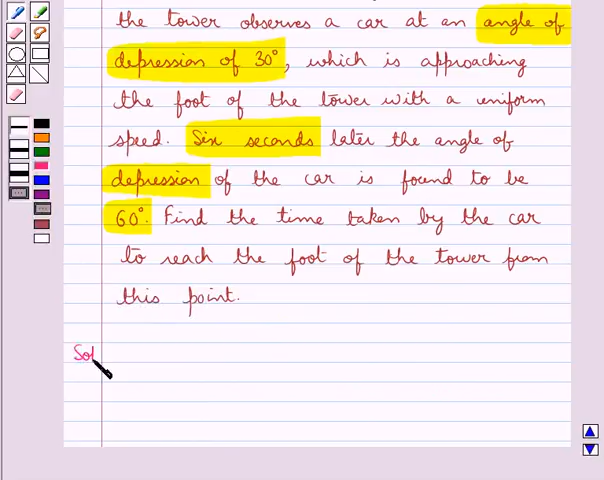 the tower observes a car at an angle of
depression of 30°, which is approaching
the foot of the tower with a uniform
speed. Six seconds later the angle of
depression of the car is found to be
60°. Find the time taken by the car
to reach the foot of the tower from
this point.
Sol